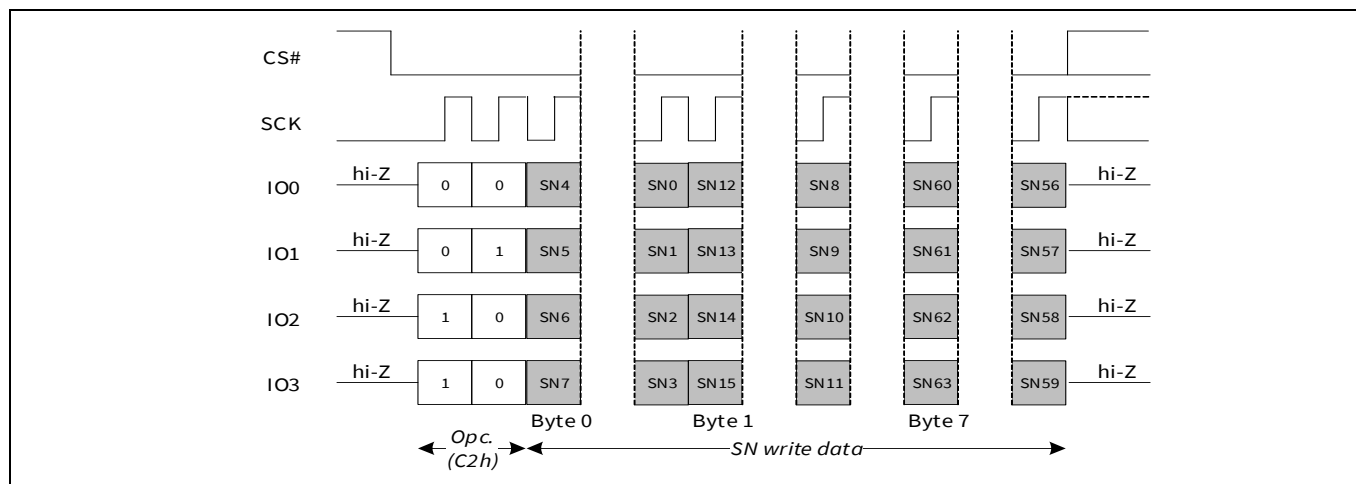 CS#
SCK
IO0 hi-Z 0 0 SN4 SN0 SN12 SN8 SN60 SN56 hi-Z
IO1 hi-Z 0 1 SN5 SN1 SN13 SN9 SN61 SN57 hi-Z
IO2 hi-Z 1 0 SN6 SN2 SN14 SN10 SN62 SN58 hi-Z
IO3 hi-Z 1 0 SN7 SN3 SN15 SN11 SN63 SN59 hi-Z
Byte 0 Byte 1 Byte 7
Opc. SN write data
(C2h)